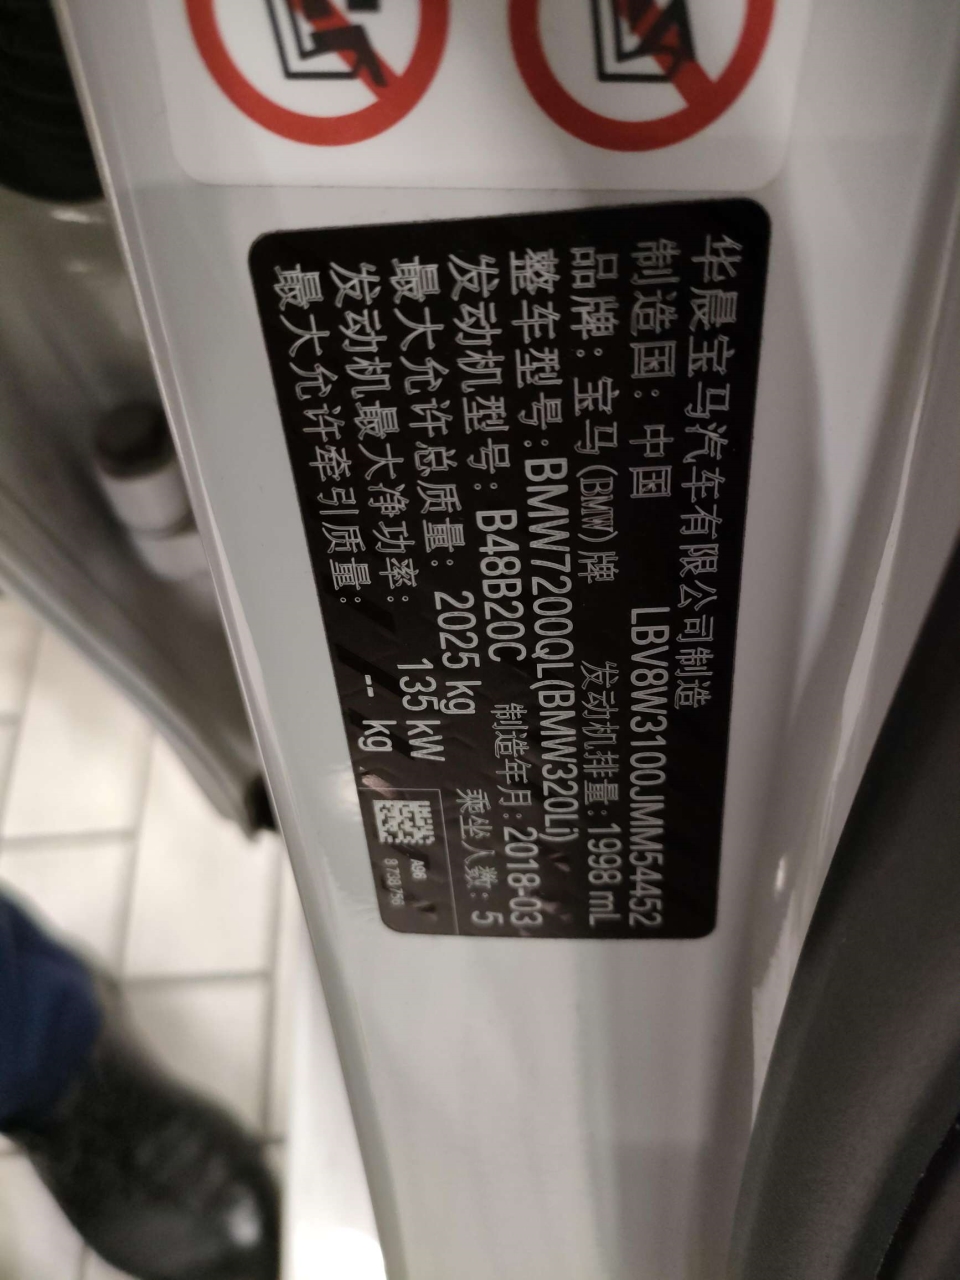 华晨宝马汽车有限公司制造
制造国：中国 LBV8W3100JMM54452
品牌：宝马(BMW)牌 发动机排量：1998 mL
整车型号：BMW7200QL(BMW320Li)
发动机型号：B48B20C 制造年月：2018-03
最大允许总质量：2025 kg 乘坐人数：5
发动机最大净功率：135 kW
最大允许牵引质量：-- kg
A96
8 738 756